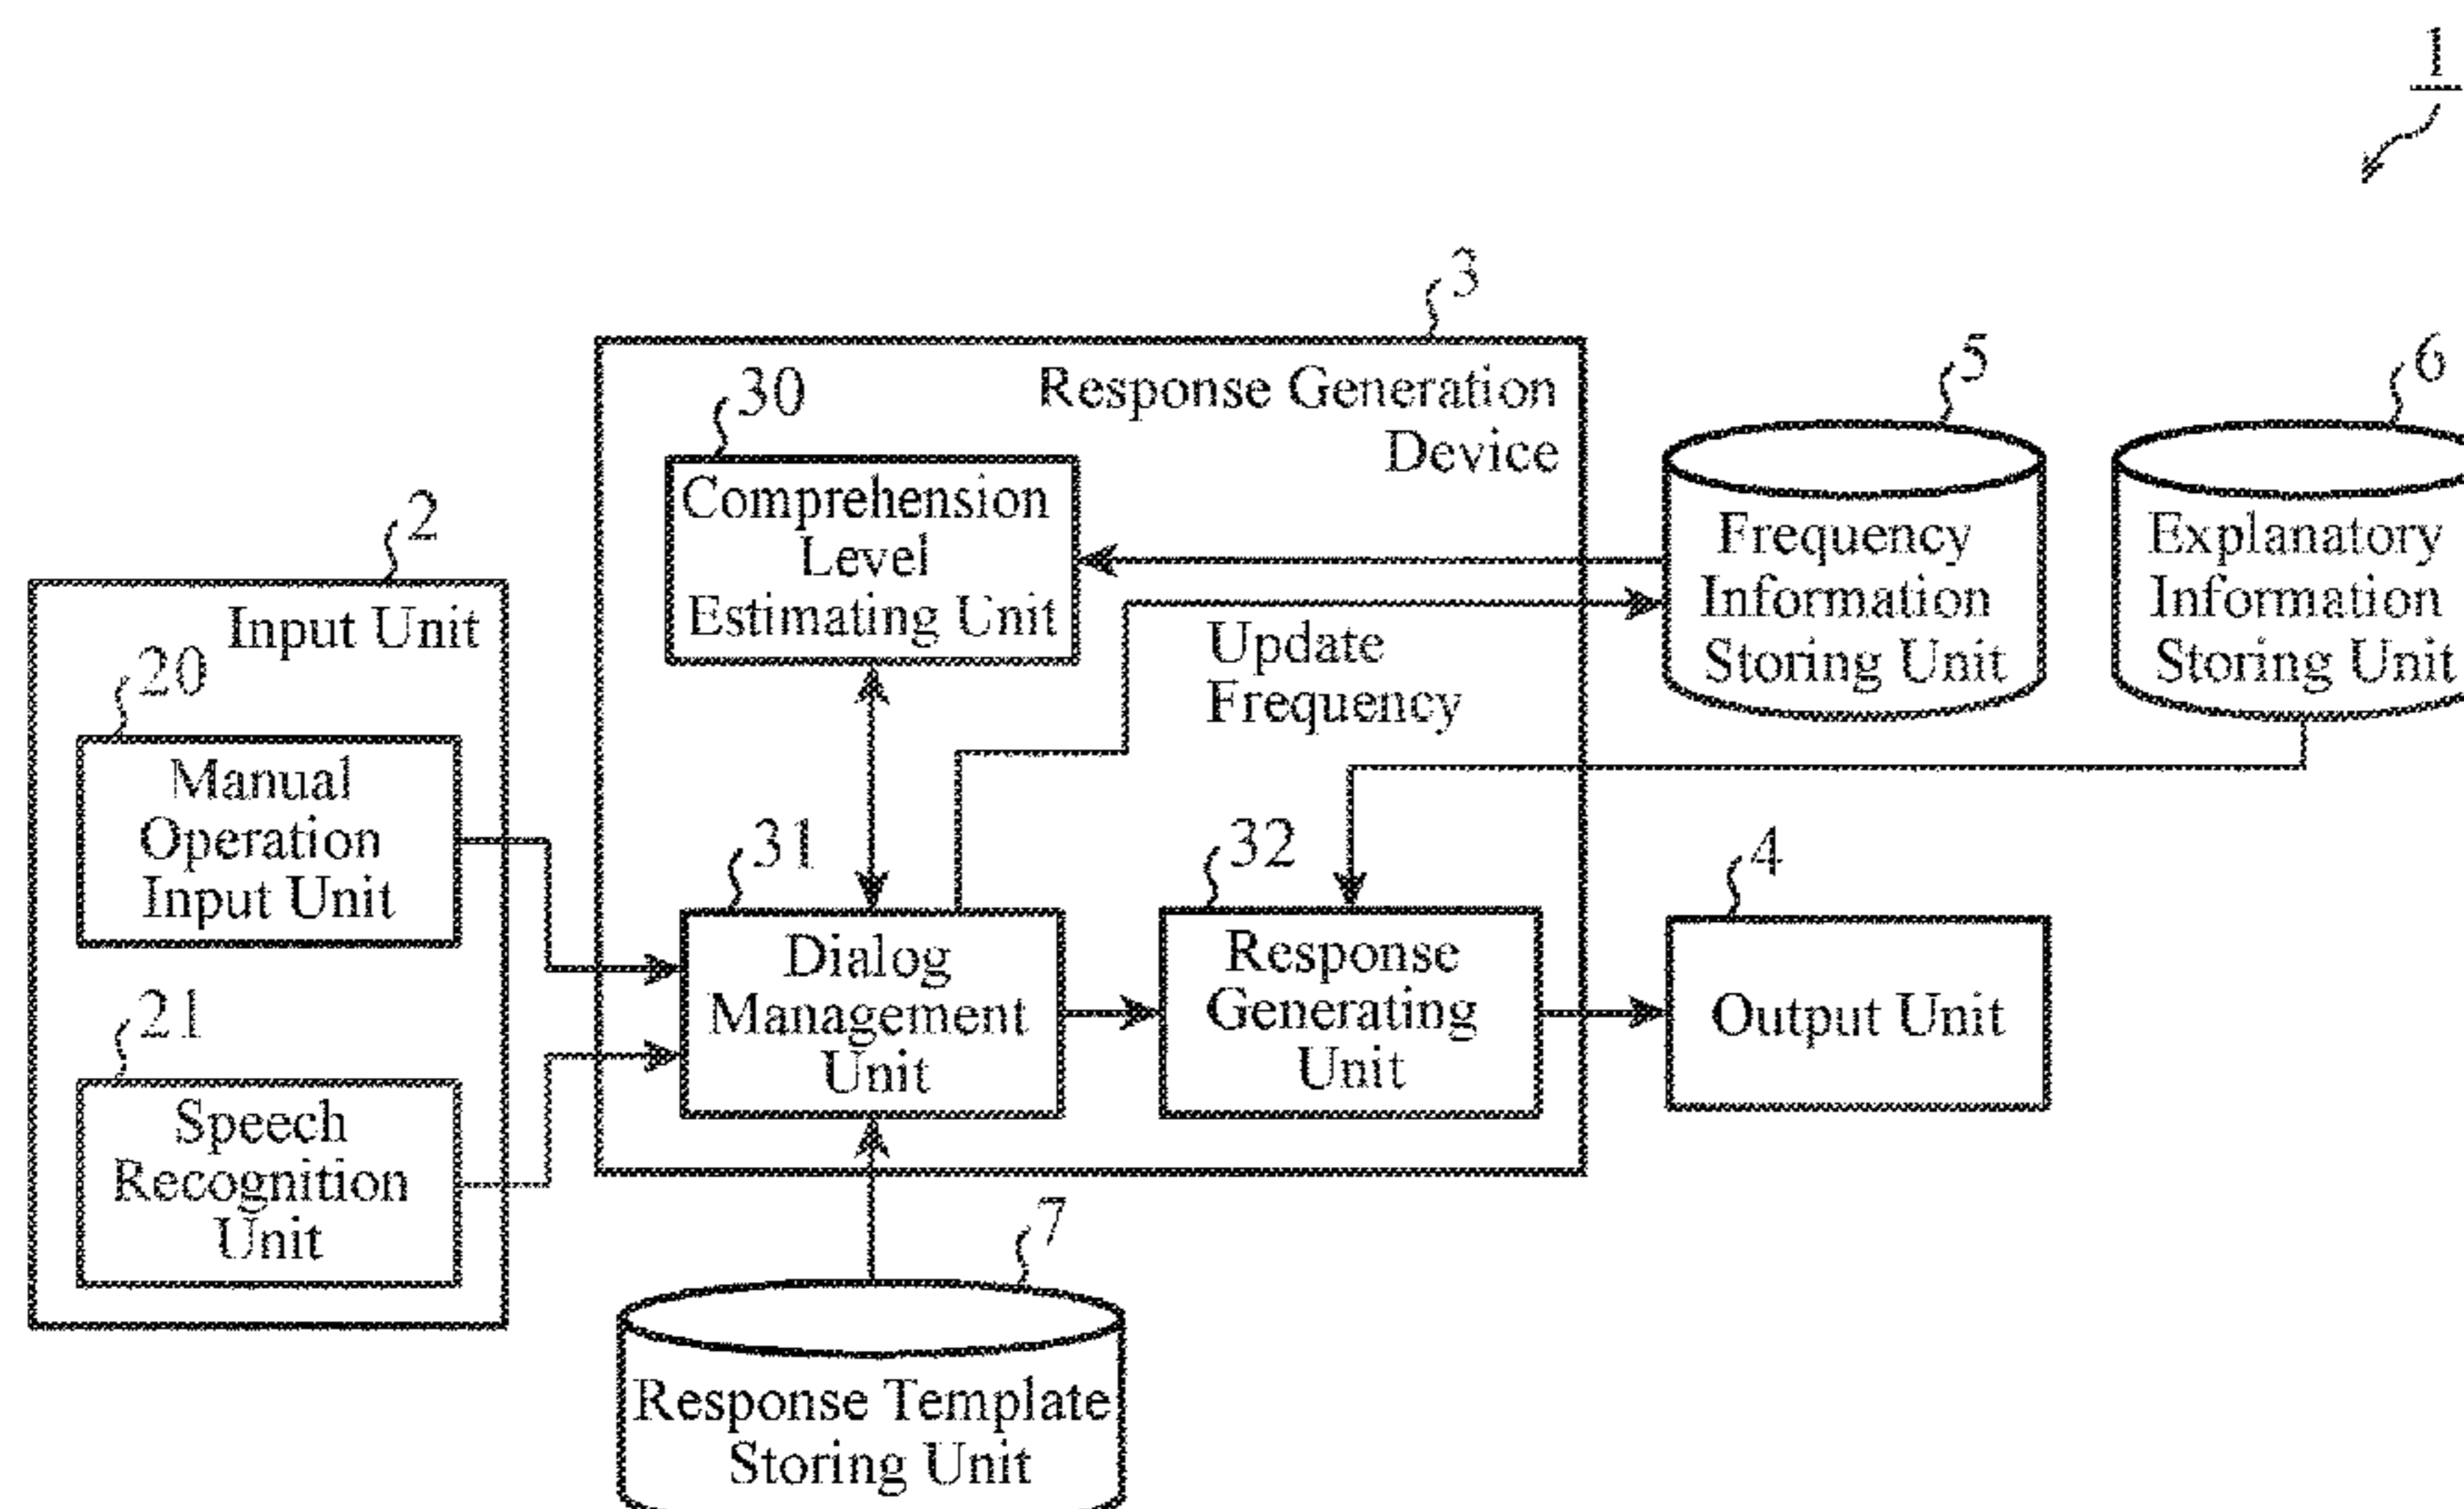 1
3
Response Generation
Device
30
Comprehension
Level
Estimating Unit
5
Frequency
Information
Storing Unit
6
Explanatory
Information
Storing Unit
Update
Frequency
2
Input Unit
20
Manual
Operation
Input Unit
21
Speech
Recognition
Unit
31
Dialog
Management
Unit
32
Response
Generating
Unit
4
Output Unit
7
Response Template
Storing Unit